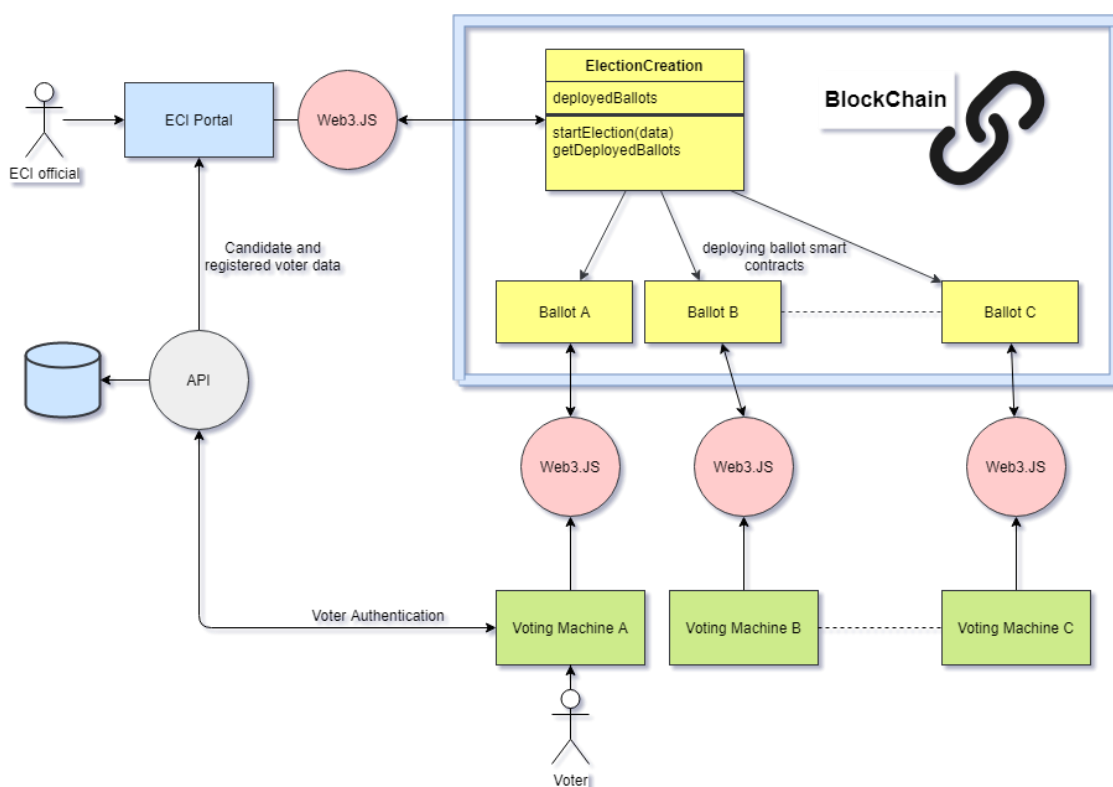 ElectionCreation
deployedBallots
startElection(data)
getDeployedBallots
BlockChain
ECI Portal
Web3.JS
ECI official
Candidate and
registered voter data
deploying ballot smart
contracts
Ballot A
Ballot B
Ballot C
API
Web3.JS
Web3.JS
Web3.JS
Voter Authentication
Voting Machine A
Voting Machine B
Voting Machine C
Voter